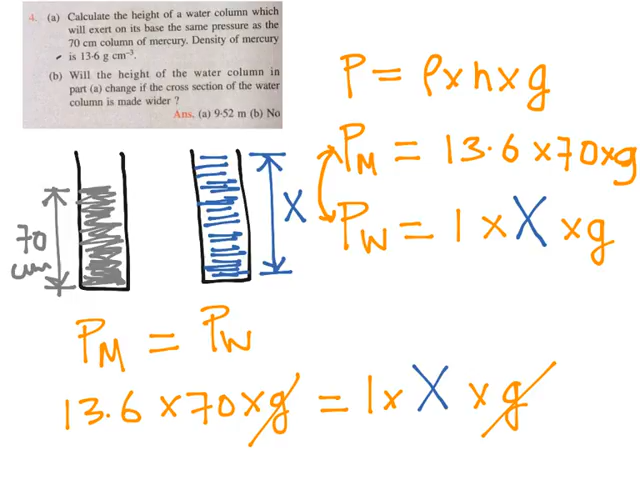 4. (a) Calculate the height of a water column which
will exert on its base the same pressure as the
70 cm column of mercury. Density of mercury
is 13·6 g cm⁻³.
(b) Will the height of the water column in
part (a) change if the cross section of the water
column is made wider ?
Ans. (a) 9·52 m (b) No
P = ρ x h x g
P_M = 13.6 x 70 x g
P_W = 1 x X x g
70
cm
X
P_M = P_W
13.6 x 70 x g = 1 x X x g